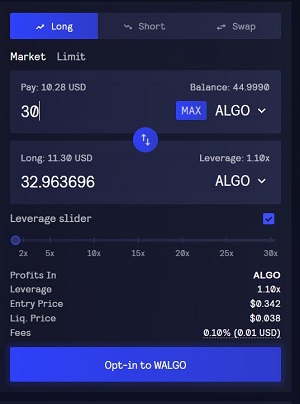 Long Short Swap
Market Limit
Pay: 10.28 USD Balance: 44.9990
30 MAX ALGO
Long: 11.30 USD Leverage: 1.10x
32.963696 ALGO
Leverage slider
2x 5x 10x 15x 20x 25x 30x
Profits In ALGO
Leverage 1.10x
Entry Price $0.342
Liq. Price $0.038
Fees 0.10% (0.01 USD)
Opt-in to WALGO